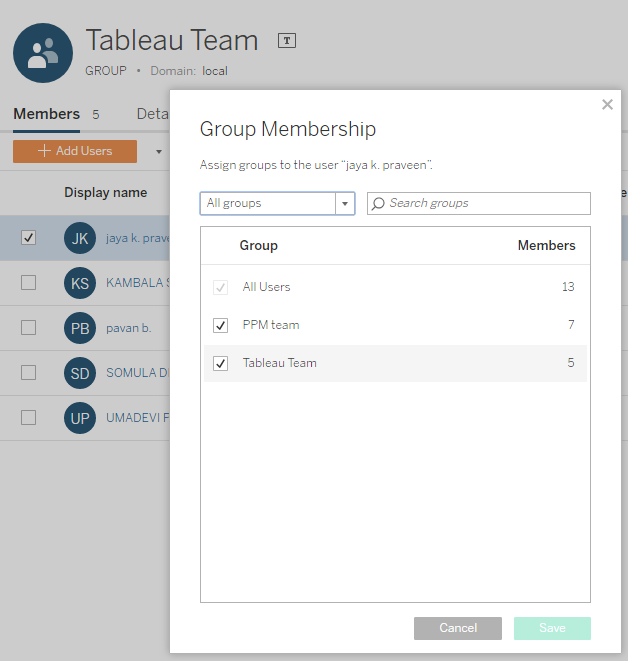 Tableau Team T
GROUP • Domain: local
Members 5
+ Add Users
Display name
JK jaya k.
KS KAMBALA
PB pavan b.
SD SOMULA
UP UMADEVI
Group Membership
Assign groups to the user “jaya k. praveen”.
All groups
Search groups
Group Members
All Users 13
PPM team 7
Tableau Team 5
Cancel Save